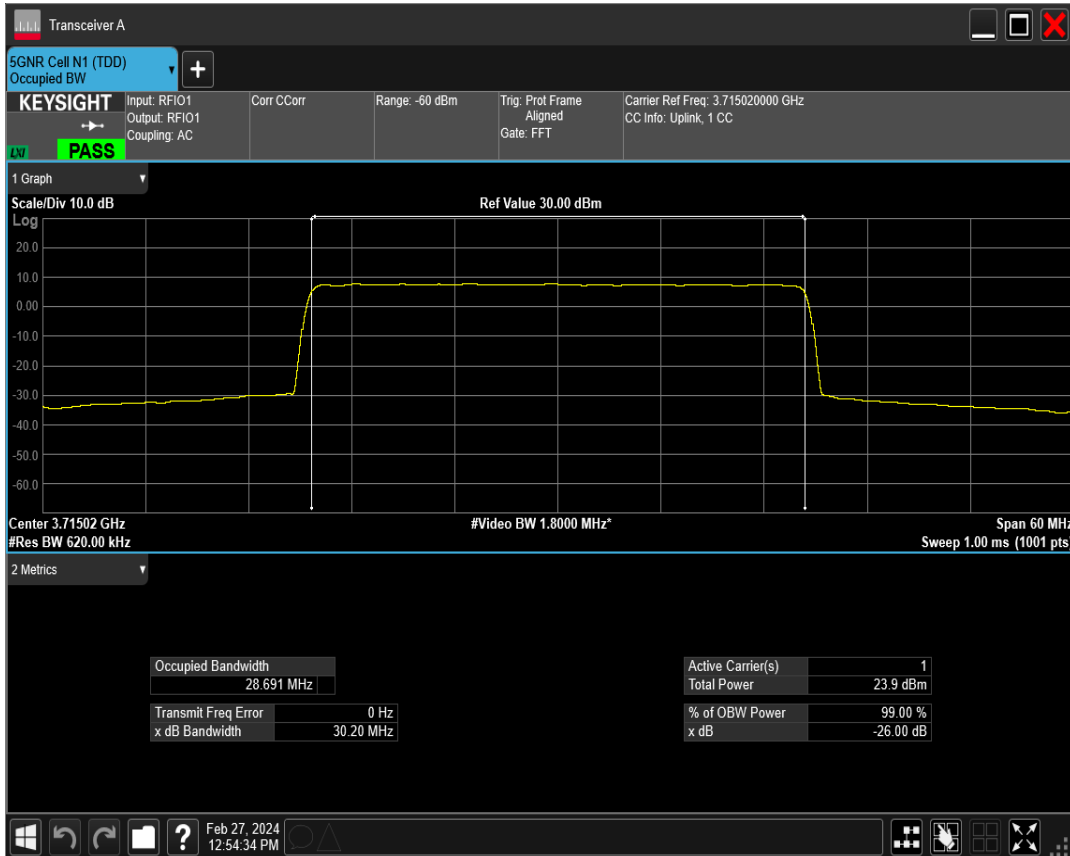 Transceiver A
5GNR Cell N1 (TDD)
Occupied BW
+
KEYSIGHT
LXI
PASS
Input: RFIO1
Output: RFIO1
Coupling: AC
Corr CCorr
Range: -60 dBm
Trig: Prot Frame
Aligned
Gate: FFT
Carrier Ref Freq: 3.715020000 GHz
CC Info: Uplink, 1 CC
1 Graph
Scale/Div 10.0 dB
Ref Value 30.00 dBm
Log
20.0
10.0
0.00
-10.0
-20.0
-30.0
-40.0
-50.0
-60.0
Center 3.71502 GHz
#Video BW 1.8000 MHz*
Span 60 MHz
#Res BW 620.00 kHz
Sweep 1.00 ms (1001 pts)
2 Metrics
Occupied Bandwidth
28.691 MHz
Transmit Freq Error 0 Hz
x dB Bandwidth 30.20 MHz
Active Carrier(s) 1
Total Power 23.9 dBm
% of OBW Power 99.00 %
x dB -26.00 dB
?
Feb 27, 2024
12:54:34 PM